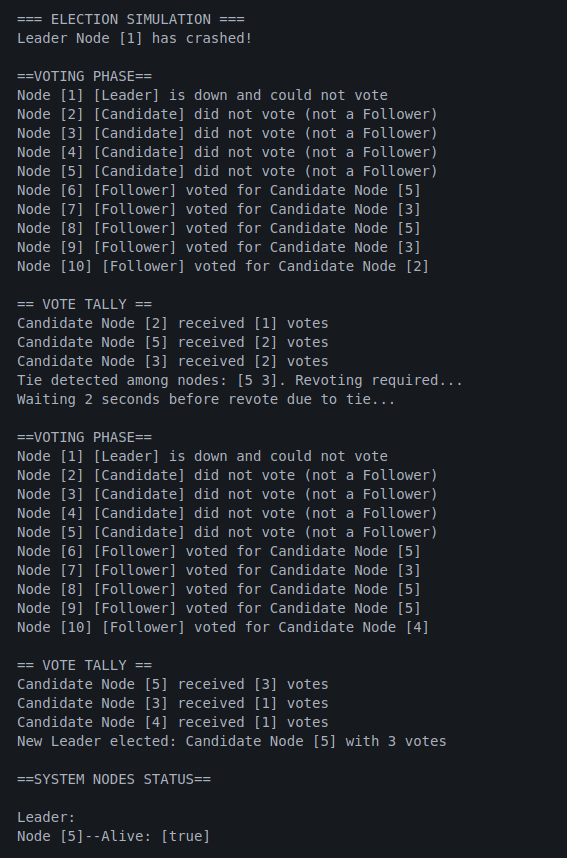 === ELECTION SIMULATION ===
Leader Node [1] has crashed!
==VOTING PHASE==
Node [1] [Leader] is down and could not vote
Node [2] [Candidate] did not vote (not a Follower)
Node [3] [Candidate] did not vote (not a Follower)
Node [4] [Candidate] did not vote (not a Follower)
Node [5] [Candidate] did not vote (not a Follower)
Node [6] [Follower] voted for Candidate Node [5]
Node [7] [Follower] voted for Candidate Node [3]
Node [8] [Follower] voted for Candidate Node [5]
Node [9] [Follower] voted for Candidate Node [3]
Node [10] [Follower] voted for Candidate Node [2]
== VOTE TALLY ==
Candidate Node [2] received [1] votes
Candidate Node [5] received [2] votes
Candidate Node [3] received [2] votes
Tie detected among nodes: [5 3]. Revoting required...
Waiting 2 seconds before revote due to tie...
==VOTING PHASE==
Node [1] [Leader] is down and could not vote
Node [2] [Candidate] did not vote (not a Follower)
Node [3] [Candidate] did not vote (not a Follower)
Node [4] [Candidate] did not vote (not a Follower)
Node [5] [Candidate] did not vote (not a Follower)
Node [6] [Follower] voted for Candidate Node [5]
Node [7] [Follower] voted for Candidate Node [3]
Node [8] [Follower] voted for Candidate Node [5]
Node [9] [Follower] voted for Candidate Node [5]
Node [10] [Follower] voted for Candidate Node [4]
== VOTE TALLY ==
Candidate Node [5] received [3] votes
Candidate Node [3] received [1] votes
Candidate Node [4] received [1] votes
New Leader elected: Candidate Node [5] with 3 votes
==SYSTEM NODES STATUS==
Leader:
Node [5]--Alive: [true]